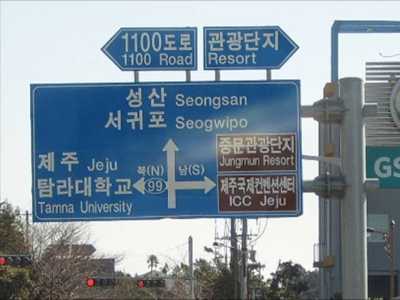 1100도로
1100 Road
관광단지
Resort
성산 Seongsan
서귀포 Seogwipo
제주 Jeju
탐라대학교
Tamna University
북(N)
남(S)
99
중문관광단지
Jungmun Resort
제주국제컨벤션센타
ICC Jeju
GS